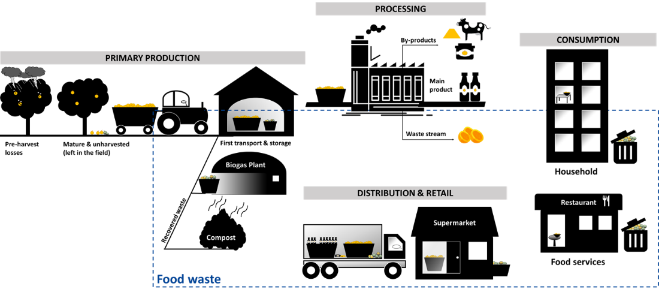 PROCESSING
By-products
Main
product
Waste stream
CONSUMPTION
Household
Restaurant
Food services
PRIMARY PRODUCTION
Pre-harvest
losses
Mature & unharvested
(left in the field)
First transport & storage
Biogas Plant
Recovered waste
Compost
DISTRIBUTION & RETAIL
Supermarket
Food waste